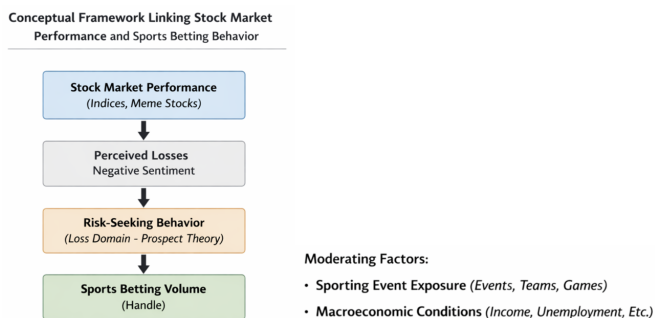 Conceptual Framework Linking Stock Market
Performance and Sports Betting Behavior
Stock Market Performance
(Indices, Meme Stocks)
Perceived Losses
Negative Sentiment
Risk-Seeking Behavior
(Loss Domain - Prospect Theory)
Sports Betting Volume
(Handle)
Moderating Factors:
• Sporting Event Exposure (Events, Teams, Games)
• Macroeconomic Conditions (Income, Unemployment, Etc.)